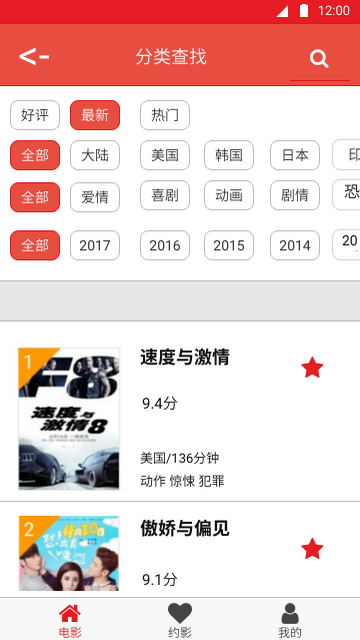 12:00
<- 分类查找
好评 最新 热门
全部 大陆 美国 韩国 日本 印
全部 爱情 喜剧 动画 剧情 恐
全部 2017 2016 2015 2014 20
1
F8
速度与
激情8
速度与激情
9.4分
美国/136分钟
动作 惊悚 犯罪
2
傲娇与偏见
9.1分
电影 约影 我的